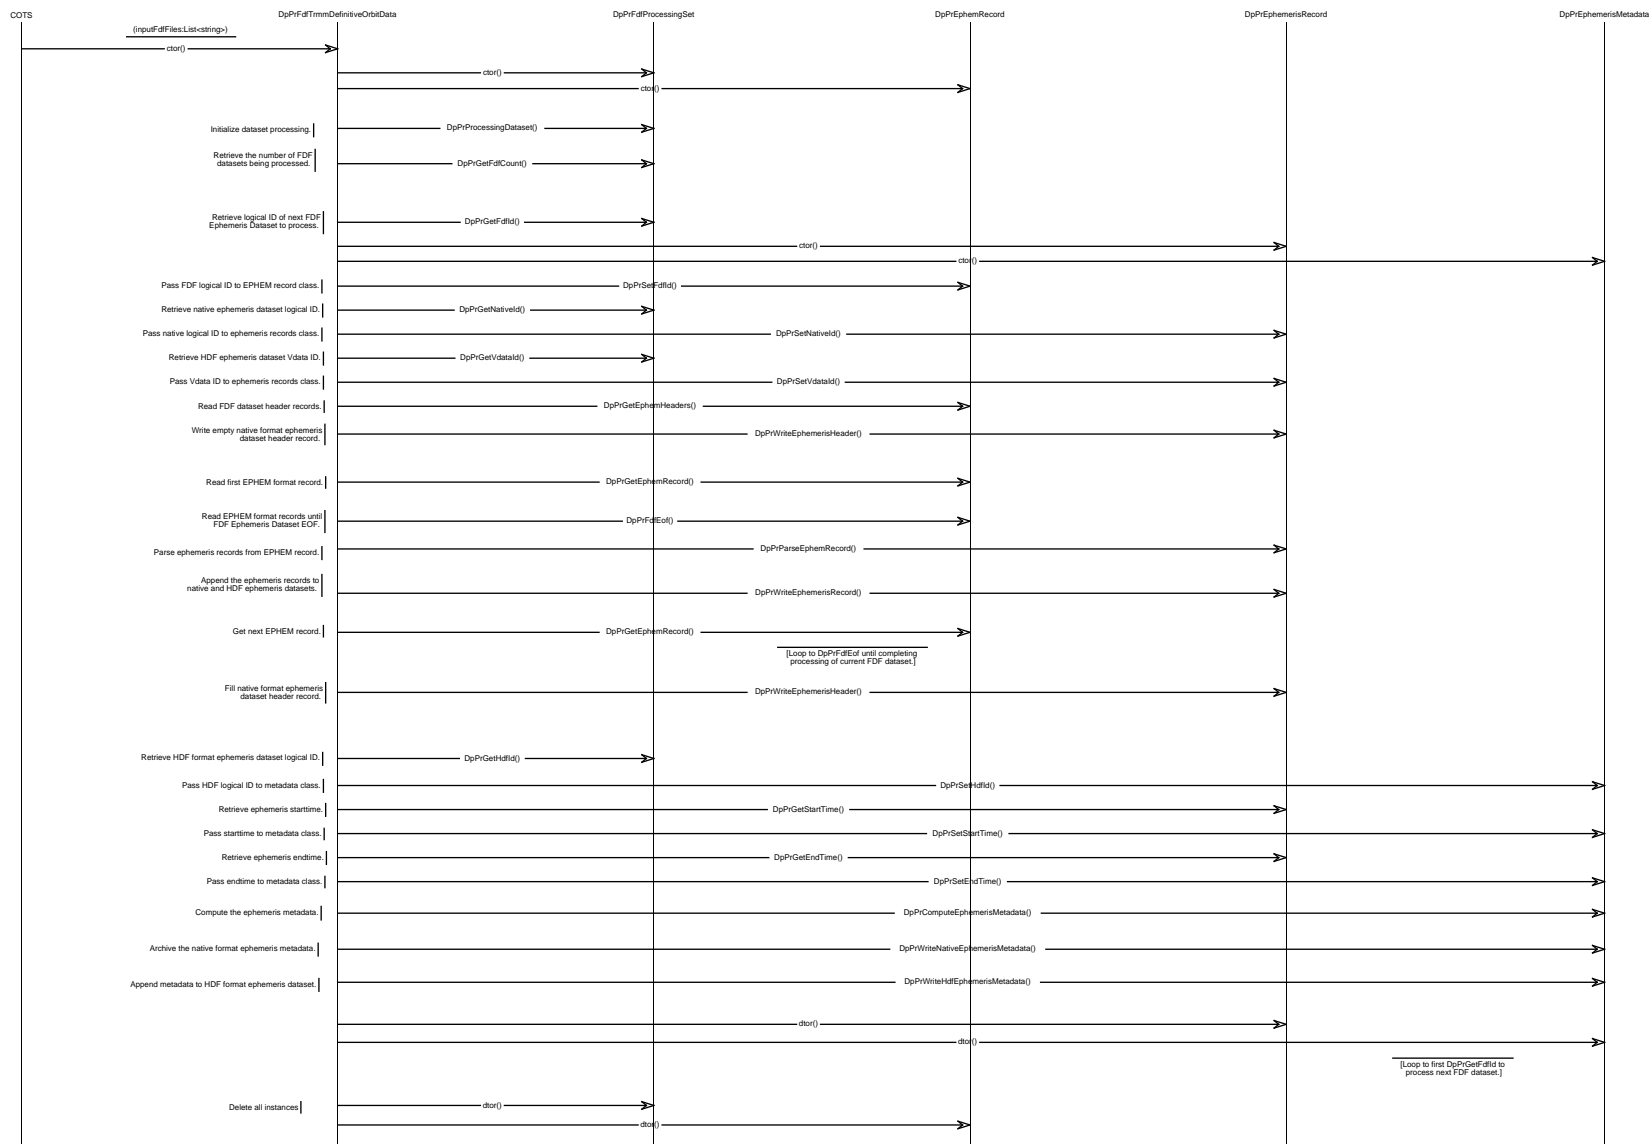 COTS
DpPrFdfTrmmDefinitiveOrbitData
DpPrFdfProcessingSet
DpPrEphemRecord
DpPrEphemerisRecord
DpPrEphemerisMetadata
(inputFdfFiles:List<string>)
ctor()
ctor()
ctor()
Initialize dataset processing.
DpPrProcessingDataset()
Retrieve the number of FDF
datasets being processed.
DpPrGetFdfCount()
Retrieve logical ID of next FDF
Ephemeris Dataset to process.
DpPrGetFdfId()
ctor()
ctor()
Pass FDF logical ID to EPHEM record class.
DpPrSetFdfId()
Retrieve native ephemeris dataset logical ID.
DpPrGetNativeId()
Pass native logical ID to ephemeris records class.
DpPrSetNativeId()
Retrieve HDF ephemeris dataset Vdata ID.
DpPrGetVdataId()
Pass Vdata ID to ephemeris records class.
DpPrSetVdataId()
Read FDF dataset header records.
DpPrGetEphemHeaders()
Write empty native format ephemeris
dataset header record.
DpPrWriteEphemerisHeader()
Read first EPHEM format record.
DpPrGetEphemRecord()
Read EPHEM format records until
FDF Ephemeris Dataset EOF.
DpPrFdfEof()
Parse ephemeris records from EPHEM record.
DpPrParseEphemRecord()
Append the ephemeris records to
native and HDF ephemeris datasets.
DpPrWriteEphemerisRecord()
Get next EPHEM record.
DpPrGetEphemRecord()
[Loop to DpPrFdfEof until completing
processing of current FDF dataset.]
Fill native format ephemeris
dataset header record.
DpPrWriteEphemerisHeader()
Retrieve HDF format ephemeris dataset logical ID.
DpPrGetHdfId()
Pass HDF logical ID to metadata class.
DpPrSetHdfId()
Retrieve ephemeris starttime.
DpPrGetStartTime()
Pass starttime to metadata class.
DpPrSetStartTime()
Retrieve ephemeris endtime.
DpPrGetEndTime()
Pass endtime to metadata class.
DpPrSetEndTime()
Compute the ephemeris metadata.
DpPrComputeEphemerisMetadata()
Archive the native format ephemeris metadata.
DpPrWriteNativeEphemerisMetadata()
Append metadata to HDF format ephemeris dataset.
DpPrWriteHdfEphemerisMetadata()
dtor()
dtor()
[Loop to first DpPrGetFdfId to
process next FDF dataset.]
Delete all instances
dtor()
dtor()